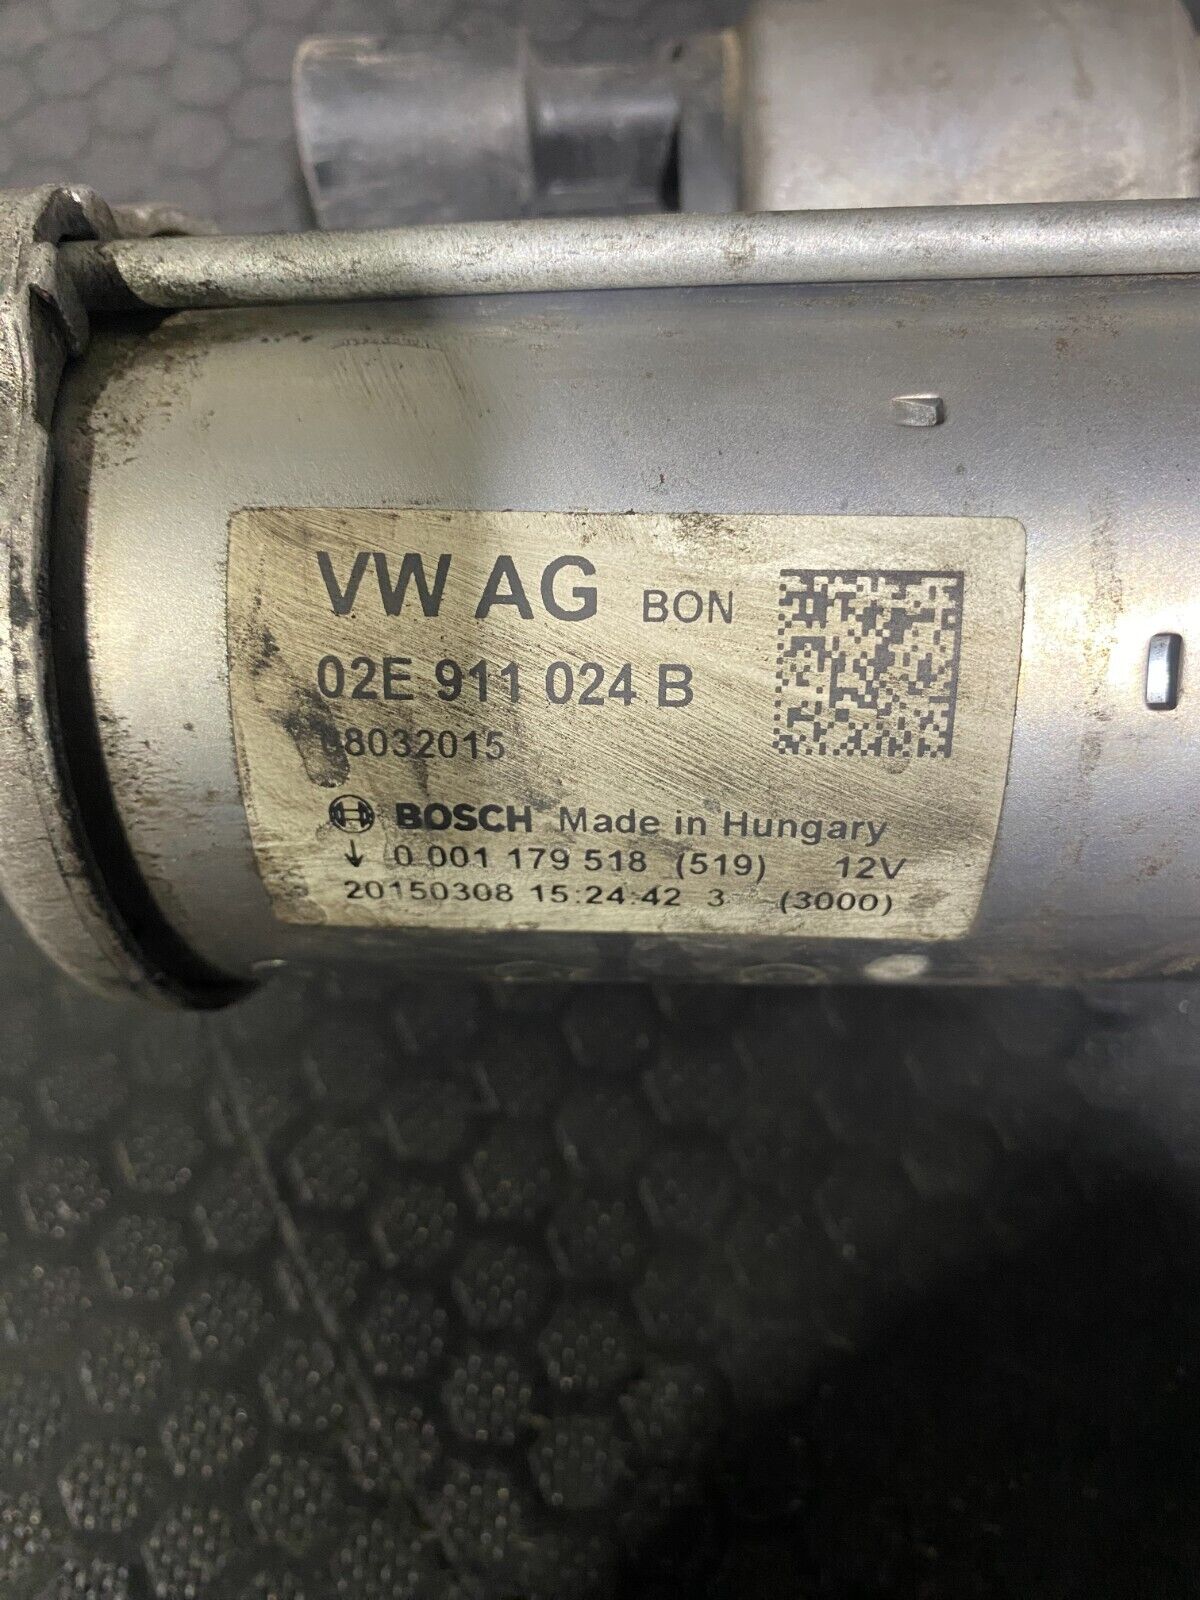 VW AG BON
02E 911 024 B
08032015
BOSCH Made in Hungary
↓ 0 001 179 518 (519) 12V
20150308 15:24:42 3 (3000)